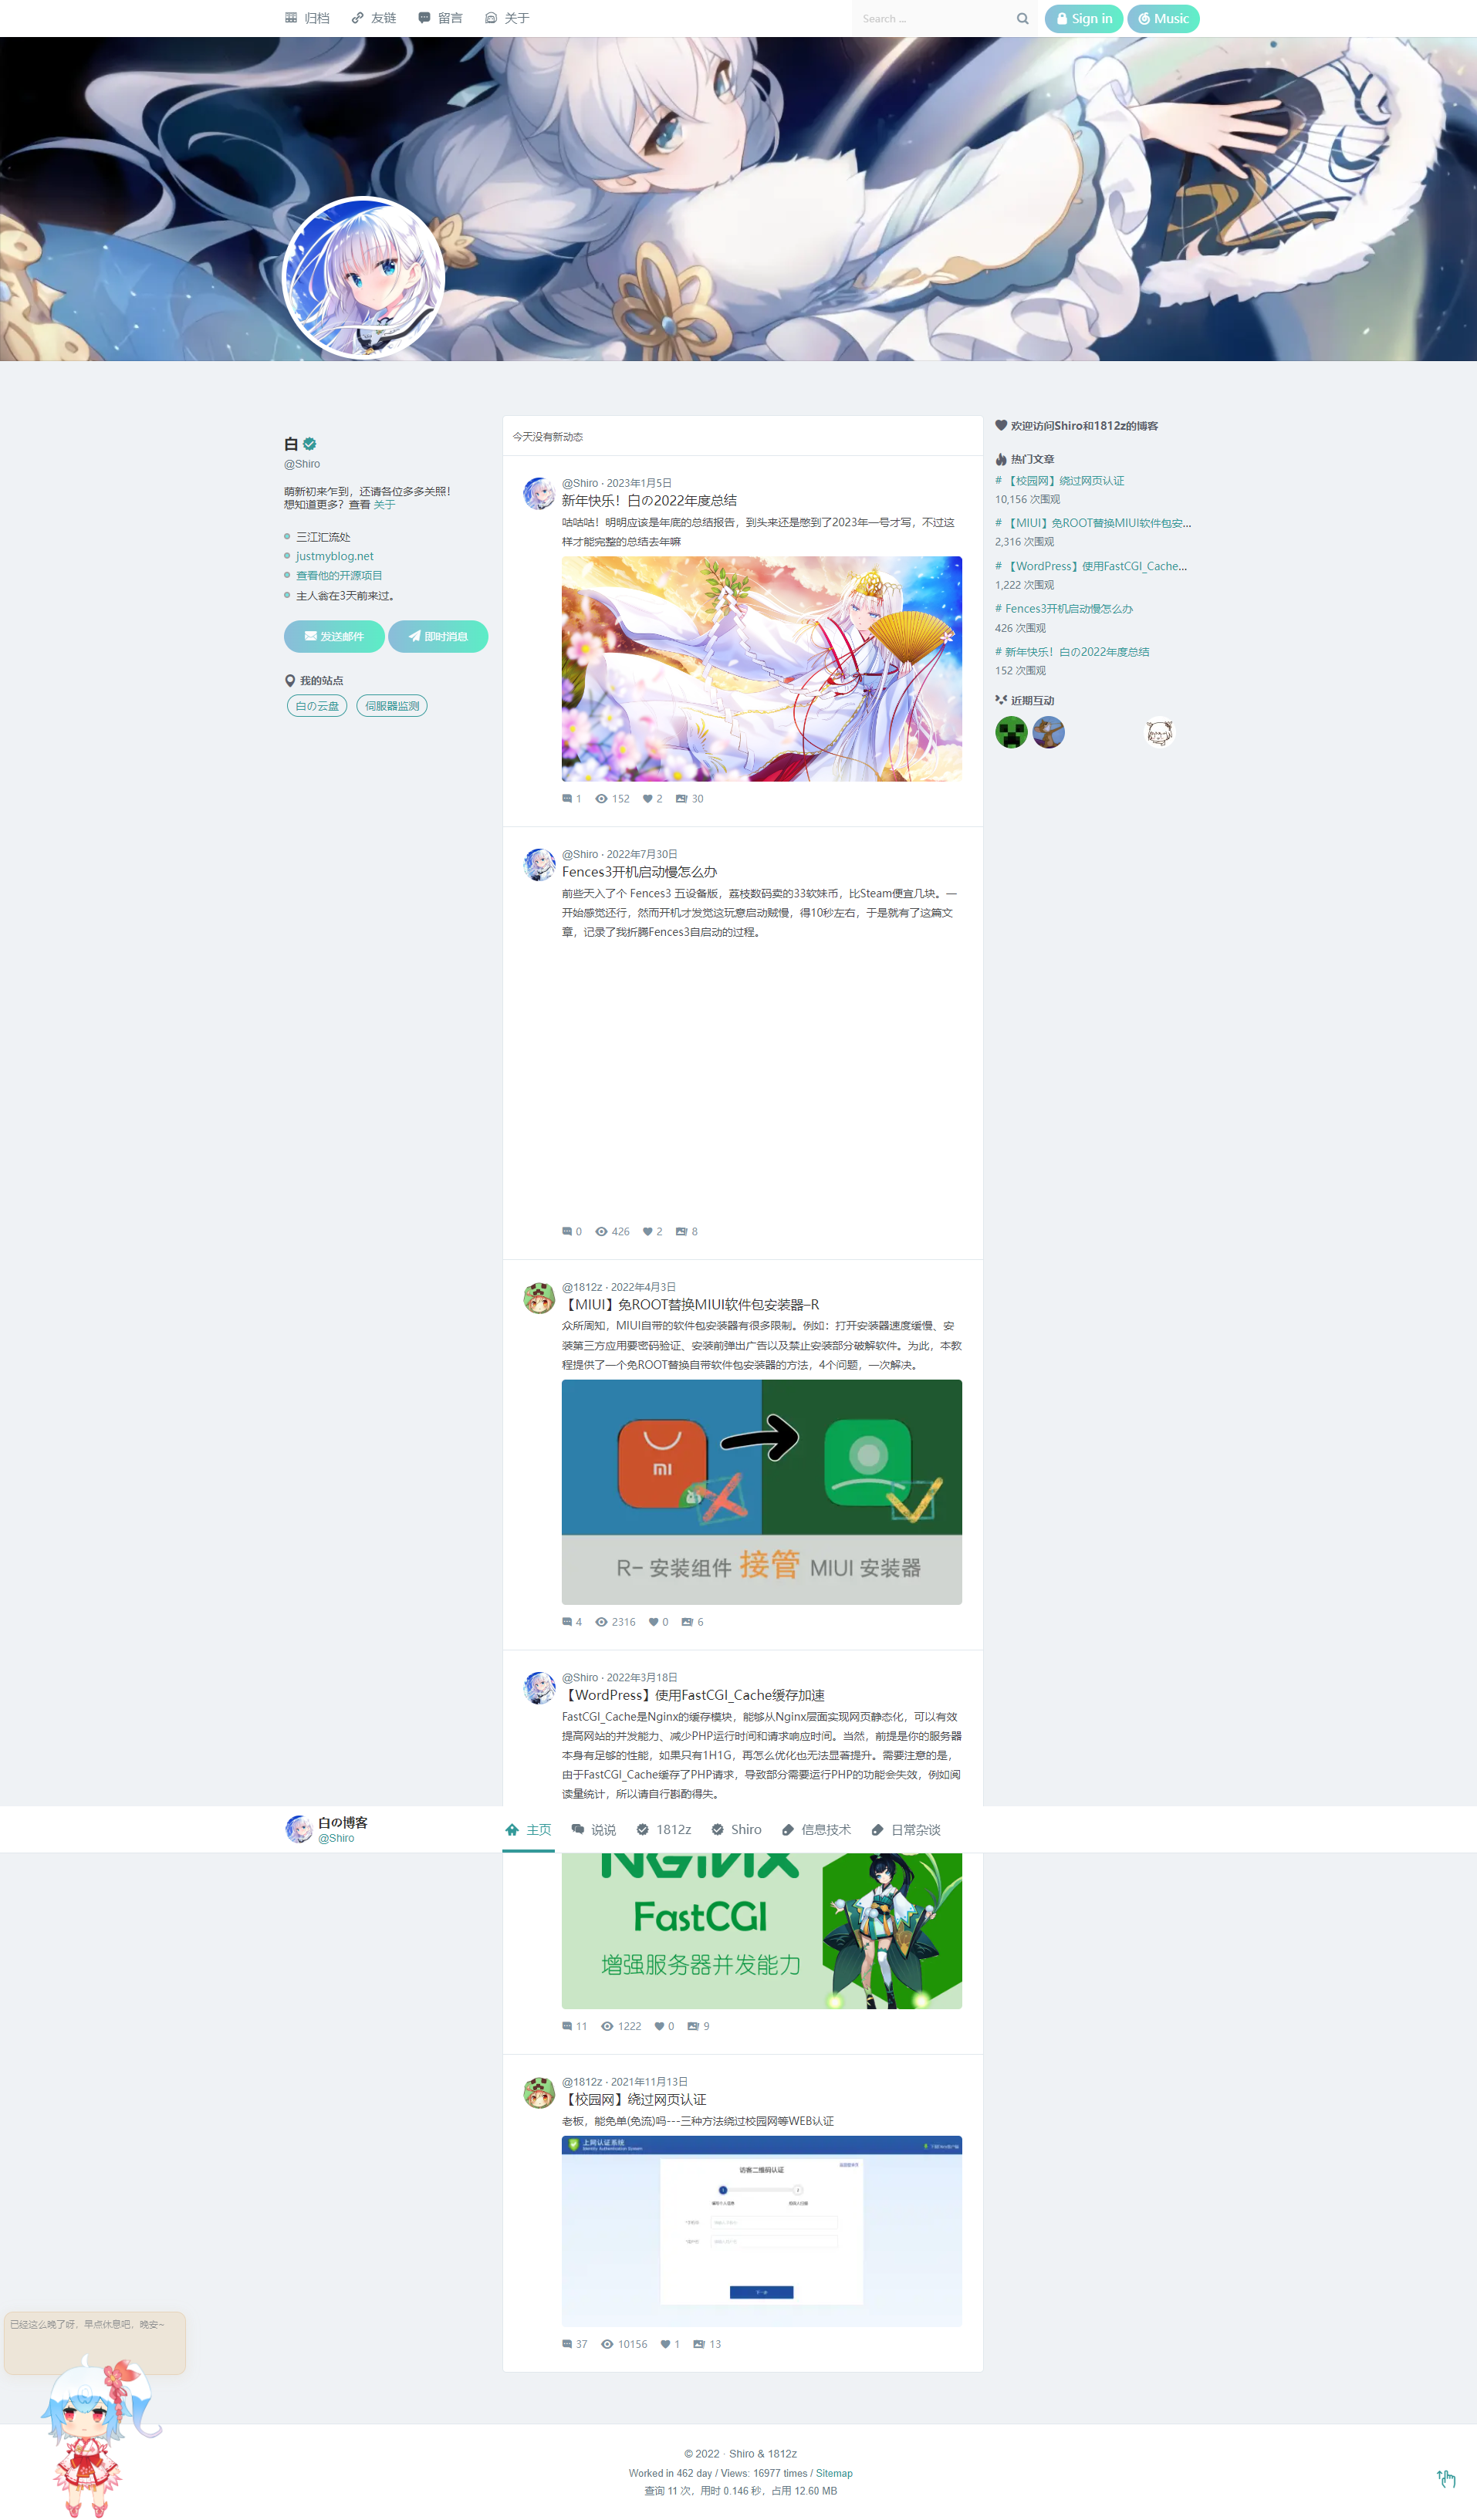 归档 友链 留言 关于 Search ... Sign in Music
白
@Shiro
萌新初来乍到，还请各位多多关照！
想知道更多？查看 关于
三江汇流处
justmyblog.net
查看他的开源项目
主人翁在3天前来过。
发送邮件 即时消息
我的站点
白の云盘 伺服器监测
今天没有新动态
@Shiro · 2023年1月5日
新年快乐！白の2022年度总结
咕咕咕！明明应该是年底的总结报告，到头来还是憋到了2023年一号才写，不过这
样才能完整的总结去年嘛
1 152 2 30
@Shiro · 2022年7月30日
Fences3开机启动慢怎么办
前些天入了个 Fences3 五设备版，荔枝数码卖的33软妹币，比Steam便宜几块。一
开始感觉还行，然而开机才发觉这玩意启动贼慢，得10秒左右，于是就有了这篇文
章，记录了我折腾Fences3自启动的过程。
0 426 2 8
@1812z · 2022年4月3日
【MIUI】免ROOT替换MIUI软件包安装器–R
众所周知，MIUI自带的软件包安装器有很多限制。例如：打开安装器速度缓慢、安
装第三方应用要密码验证、安装前弹出广告以及禁止安装部分破解软件。为此，本教
程提供了一个免ROOT替换自带软件包安装器的方法，4个问题，一次解决。
MI
R– 安装组件 接管 MIUI 安装器
4 2316 0 6
@Shiro · 2022年3月18日
【WordPress】使用FastCGI_Cache缓存加速
FastCGI_Cache是Nginx的缓存模块，能够从Nginx层面实现网页静态化，可以有效
提高网站的并发能力、减少PHP运行时间和请求响应时间。当然，前提是你的服务器
本身有足够的性能，如果只有1H1G，再怎么优化也无法显著提升。需要注意的是，
由于FastCGI_Cache缓存了PHP请求，导致部分需要运行PHP的功能会失效，例如阅
读量统计，所以请自行斟酌得失。
白の博客
@Shiro
主页 说说 1812z Shiro 信息技术 日常杂谈
NGiNX
FastCGI
增强服务器并发能力
11 1222 0 9
@1812z · 2021年11月13日
【校园网】绕过网页认证
老板，能免单(免流)吗---三种方法绕过校园网等WEB认证
上网认证系统
访客二维码认证
37 10156 1 13
欢迎访问Shiro和1812z的博客
热门文章
# 【校园网】绕过网页认证
10,156 次围观
# 【MIUI】免ROOT替换MIUI软件包安...
2,316 次围观
# 【WordPress】使用FastCGI_Cache...
1,222 次围观
# Fences3开机启动慢怎么办
426 次围观
# 新年快乐！白の2022年度总结
152 次围观
近期互动
已经这么晚了呀，早点休息吧，晚安~
© 2022 · Shiro & 1812z
Worked in 462 day / Views: 16977 times / Sitemap
查询 11 次，用时 0.146 秒，占用 12.60 MB